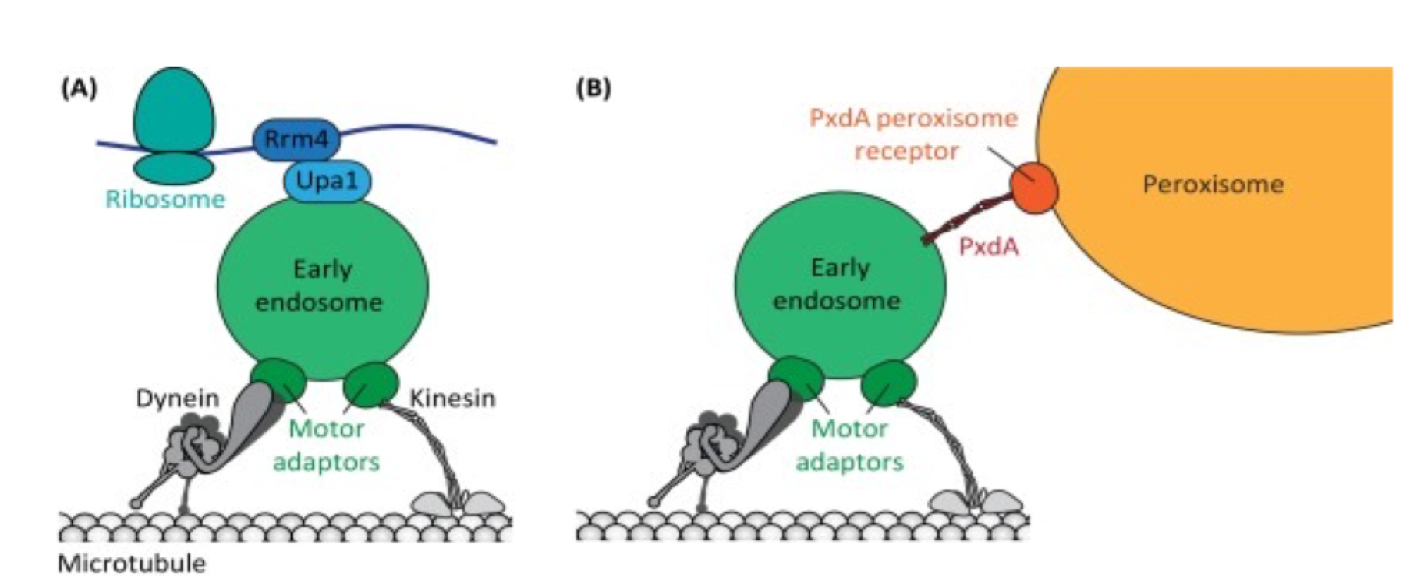 (A)
Rrm4
Upa1
Ribosome
Early
endosome
Dynein
Kinesin
Motor
adaptors
Microtubule
(B)
PxdA peroxisome
receptor
Peroxisome
PxdA
Early
endosome
Motor
adaptors